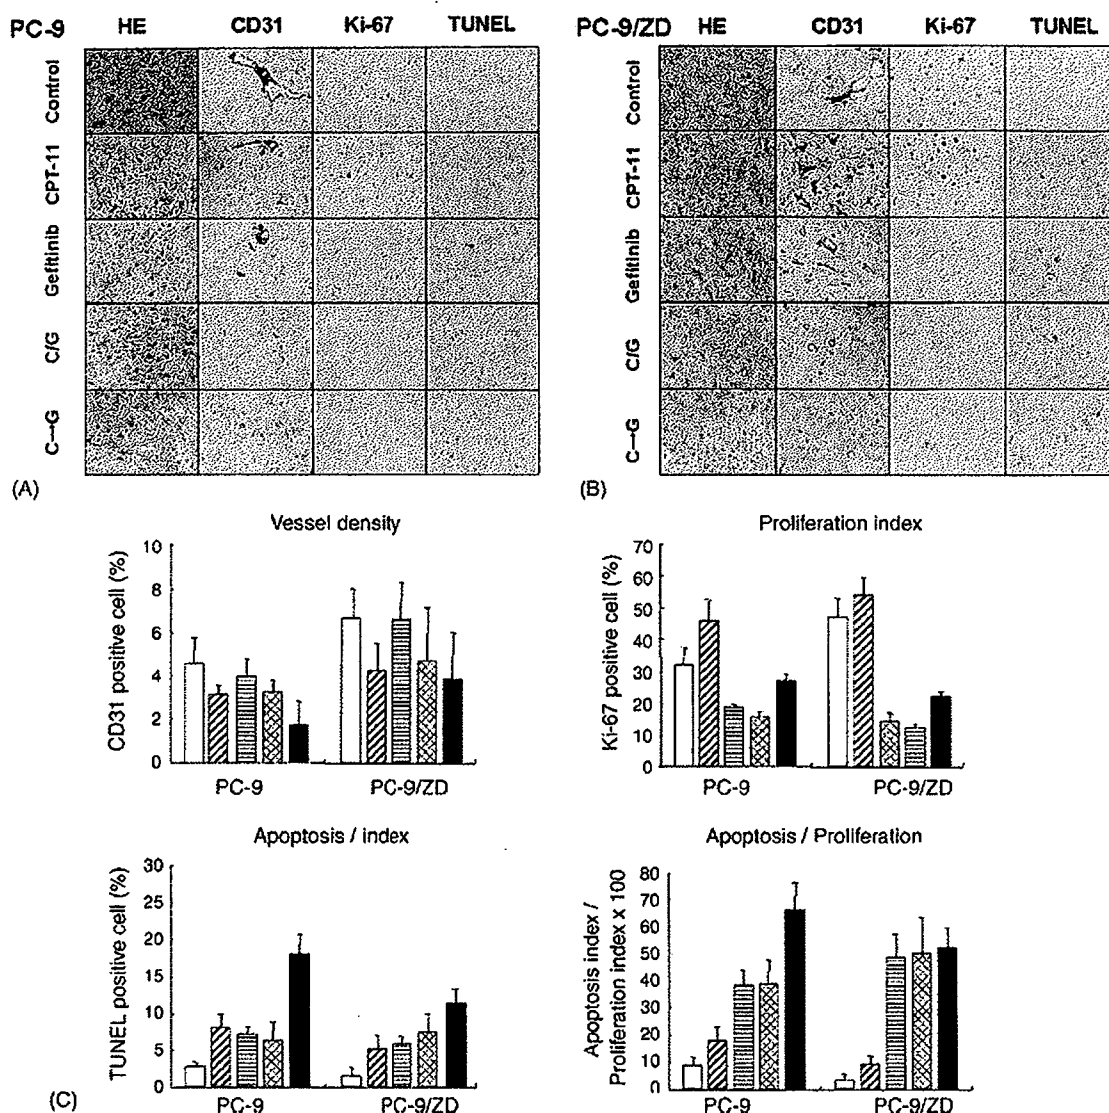 PC-9 HE CD31 Ki-67 TUNEL
Control
CPT-11
Gefitinib
C/G
C→G
(A)
PC-9/ZD HE CD31 Ki-67 TUNEL
Control
CPT-11
Gefitinib
C/G
C→G
(B)
Vessel density
CD31 positive cell (%)
10
8
6
4
2
0
PC-9 PC-9/ZD
Proliferation index
Ki-67 positive cell (%)
70
60
50
40
30
20
10
0
PC-9 PC-9/ZD
Apoptosis / index
TUNEL positive cell (%)
30
25
20
15
10
5
0
PC-9 PC-9/ZD
Apoptosis / Proliferation
Apoptosis index /
Proliferation index x 100
80
70
60
50
40
30
20
10
0
PC-9 PC-9/ZD
(C)